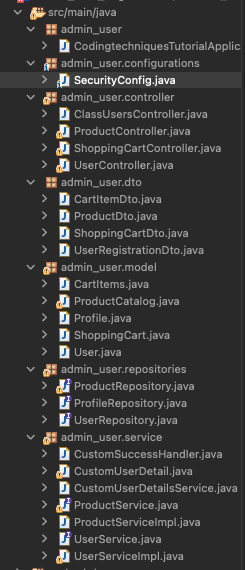 src/main/java
admin_user
CodingtechniquesTutorialApplic
admin_user.configurations
SecurityConfig.java
admin_user.controller
ClassUsersController.java
ProductController.java
ShoppingCartController.java
UserController.java
admin_user.dto
CartItemDto.java
ProductDto.java
ShoppingCartDto.java
UserRegistrationDto.java
admin_user.model
CartItems.java
ProductCatalog.java
Profile.java
ShoppingCart.java
User.java
admin_user.repositories
ProductRepository.java
ProfileRepository.java
UserRepository.java
admin_user.service
CustomSuccessHandler.java
CustomUserDetail.java
CustomUserDetailsService.java
ProductService.java
ProductServiceImpl.java
UserService.java
UserServiceImpl.java